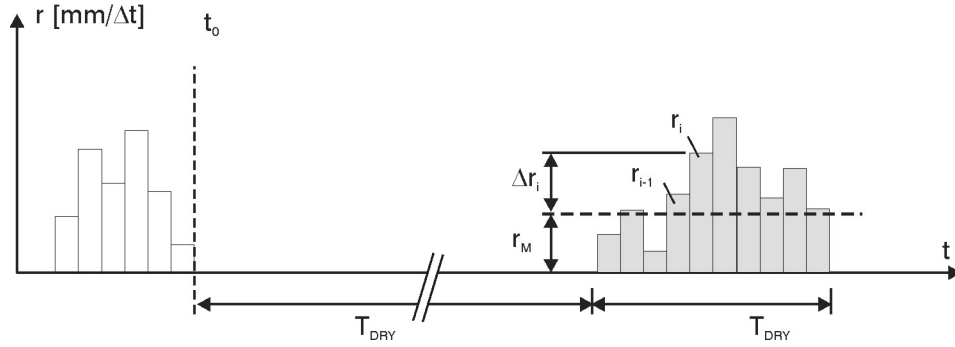 r [mm/Δt]
t₀
rᵢ
Δrᵢ
rᵢ₋₁
r_M
t
T_DRY
T_DRY